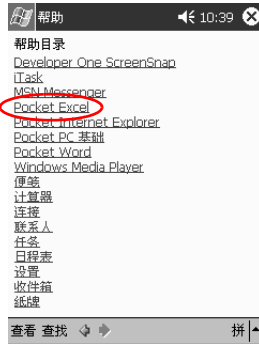 帮助 10:39
帮助目录
Developer One ScreenSnap
iTask
MSN Messenger
Pocket Excel
Pocket Internet Explorer
Pocket PC 基础
Pocket Word
Windows Media Player
便笺
计算器
连接
联系人
任务
日程表
设置
收件箱
纸牌
查看 查找 拼